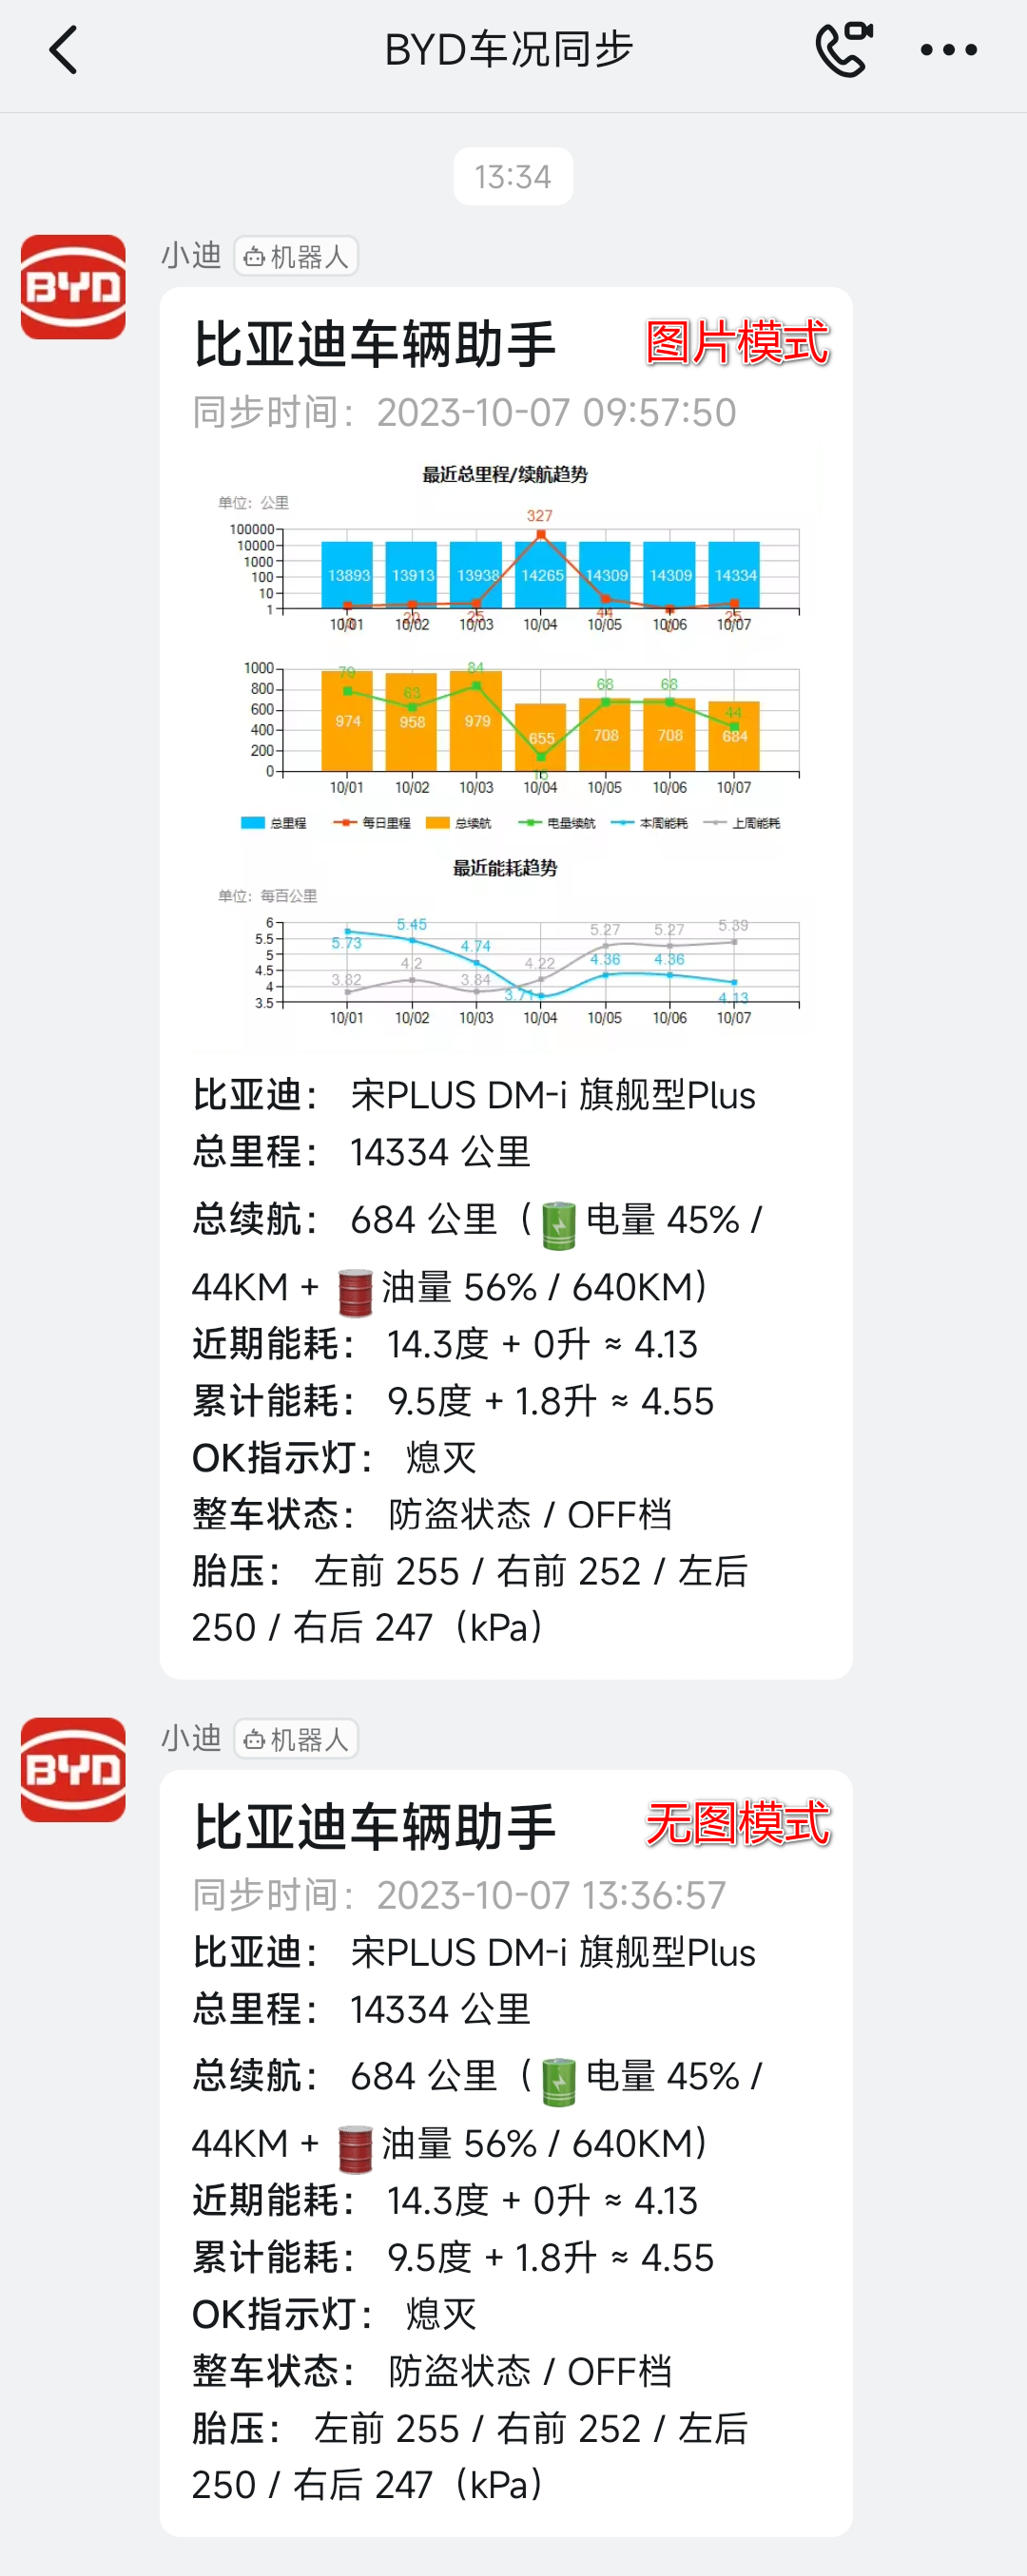 BYD车况同步
13:34
BYD
小迪 机器人
比亚迪车辆助手 图片模式
同步时间：2023-10-07 09:57:50
最近总里程/续航趋势
单位：公里
327
100000
10000
1000
100
10
1
13893 13913 13938 14265 14309 14309 14334
20 25 44 0 25
10/01 10/02 10/03 10/04 10/05 10/06 10/07
1000
800
600
400
200
0
79 63 84 15 68 68 44
974 958 979 655 708 708 684
10/01 10/02 10/03 10/04 10/05 10/06 10/07
总里程 每日里程 总续航 电量续航 本周能耗 上周能耗
最近能耗趋势
单位：每百公里
6
5.5
5
4.5
4
3.5
5.73 5.45 4.74 3.71 4.36 4.36 4.13
3.82 4.2 3.84 4.22 5.27 5.27 5.39
10/01 10/02 10/03 10/04 10/05 10/06 10/07
比亚迪： 宋PLUS DM-i 旗舰型Plus
总里程： 14334 公里
总续航： 684 公里（电量 45% /
44KM + 油量 56% / 640KM）
近期能耗： 14.3度 + 0升 ≈ 4.13
累计能耗： 9.5度 + 1.8升 ≈ 4.55
OK指示灯： 熄灭
整车状态： 防盗状态 / OFF档
胎压： 左前 255 / 右前 252 / 左后
250 / 右后 247（kPa）
BYD
小迪 机器人
比亚迪车辆助手 无图模式
同步时间：2023-10-07 13:36:57
比亚迪： 宋PLUS DM-i 旗舰型Plus
总里程： 14334 公里
总续航： 684 公里（电量 45% /
44KM + 油量 56% / 640KM）
近期能耗： 14.3度 + 0升 ≈ 4.13
累计能耗： 9.5度 + 1.8升 ≈ 4.55
OK指示灯： 熄灭
整车状态： 防盗状态 / OFF档
胎压： 左前 255 / 右前 252 / 左后
250 / 右后 247（kPa）